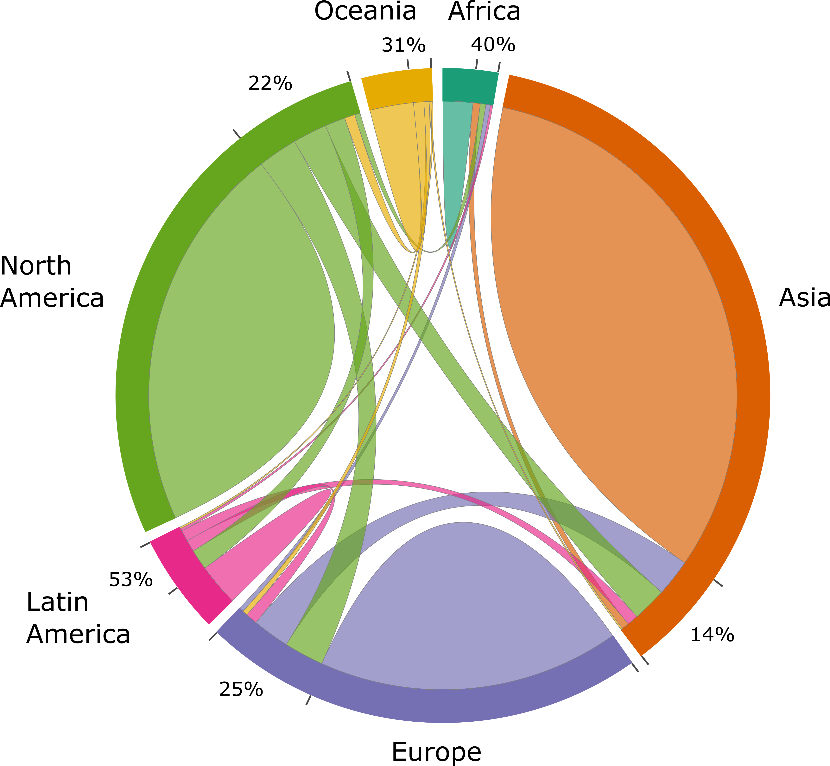 Oceania
Africa
31%
40%
22%
North
America
Asia
53%
Latin
America
14%
25%
Europe